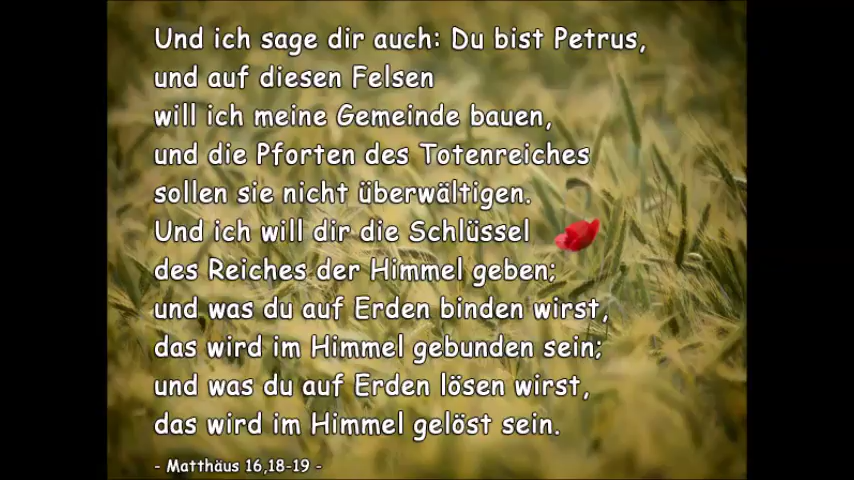 Und ich sage dir auch: Du bist Petrus,
und auf diesen Felsen
will ich meine Gemeinde bauen,
und die Pforten des Totenreiches
sollen sie nicht überwältigen.
Und ich will dir die Schlüssel
des Reiches der Himmel geben;
und was du auf Erden binden wirst,
das wird im Himmel gebunden sein;
und was du auf Erden lösen wirst,
das wird im Himmel gelöst sein.
- Matthäus 16,18-19 -